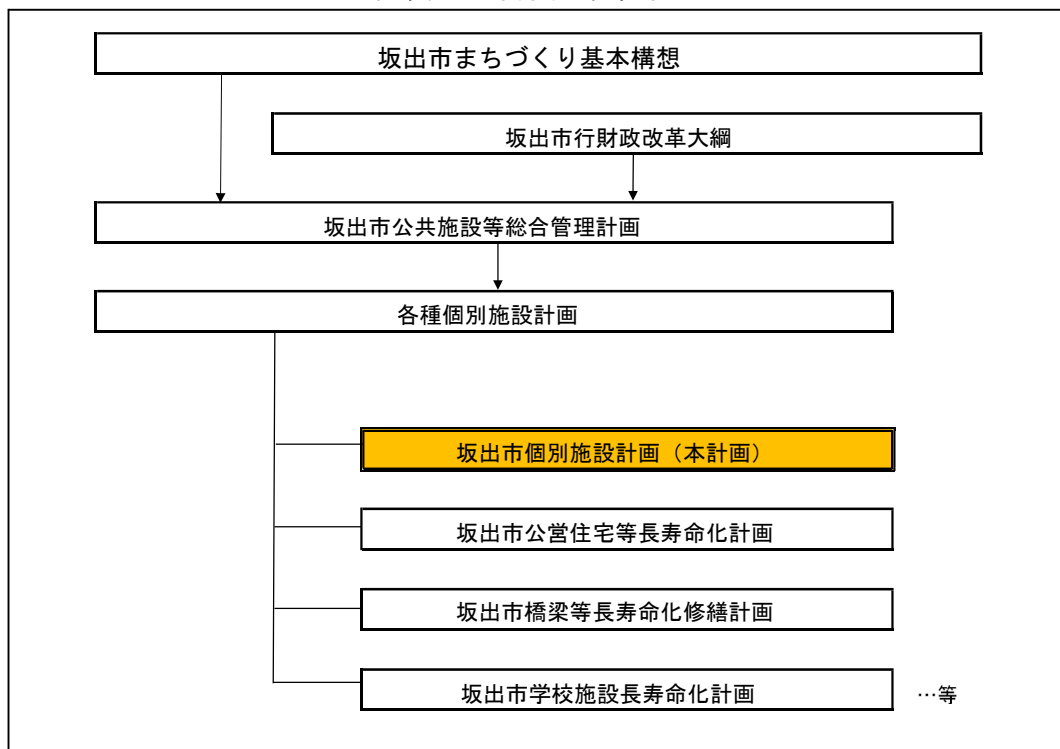 坂出市まちづくり基本構想
坂出市行財政改革大綱
坂出市公共施設等総合管理計画
各種個別施設計画
坂出市個別施設計画（本計画）
坂出市公営住宅等長寿命化計画
坂出市橋梁等長寿命化修繕計画
坂出市学校施設長寿命化計画 …等